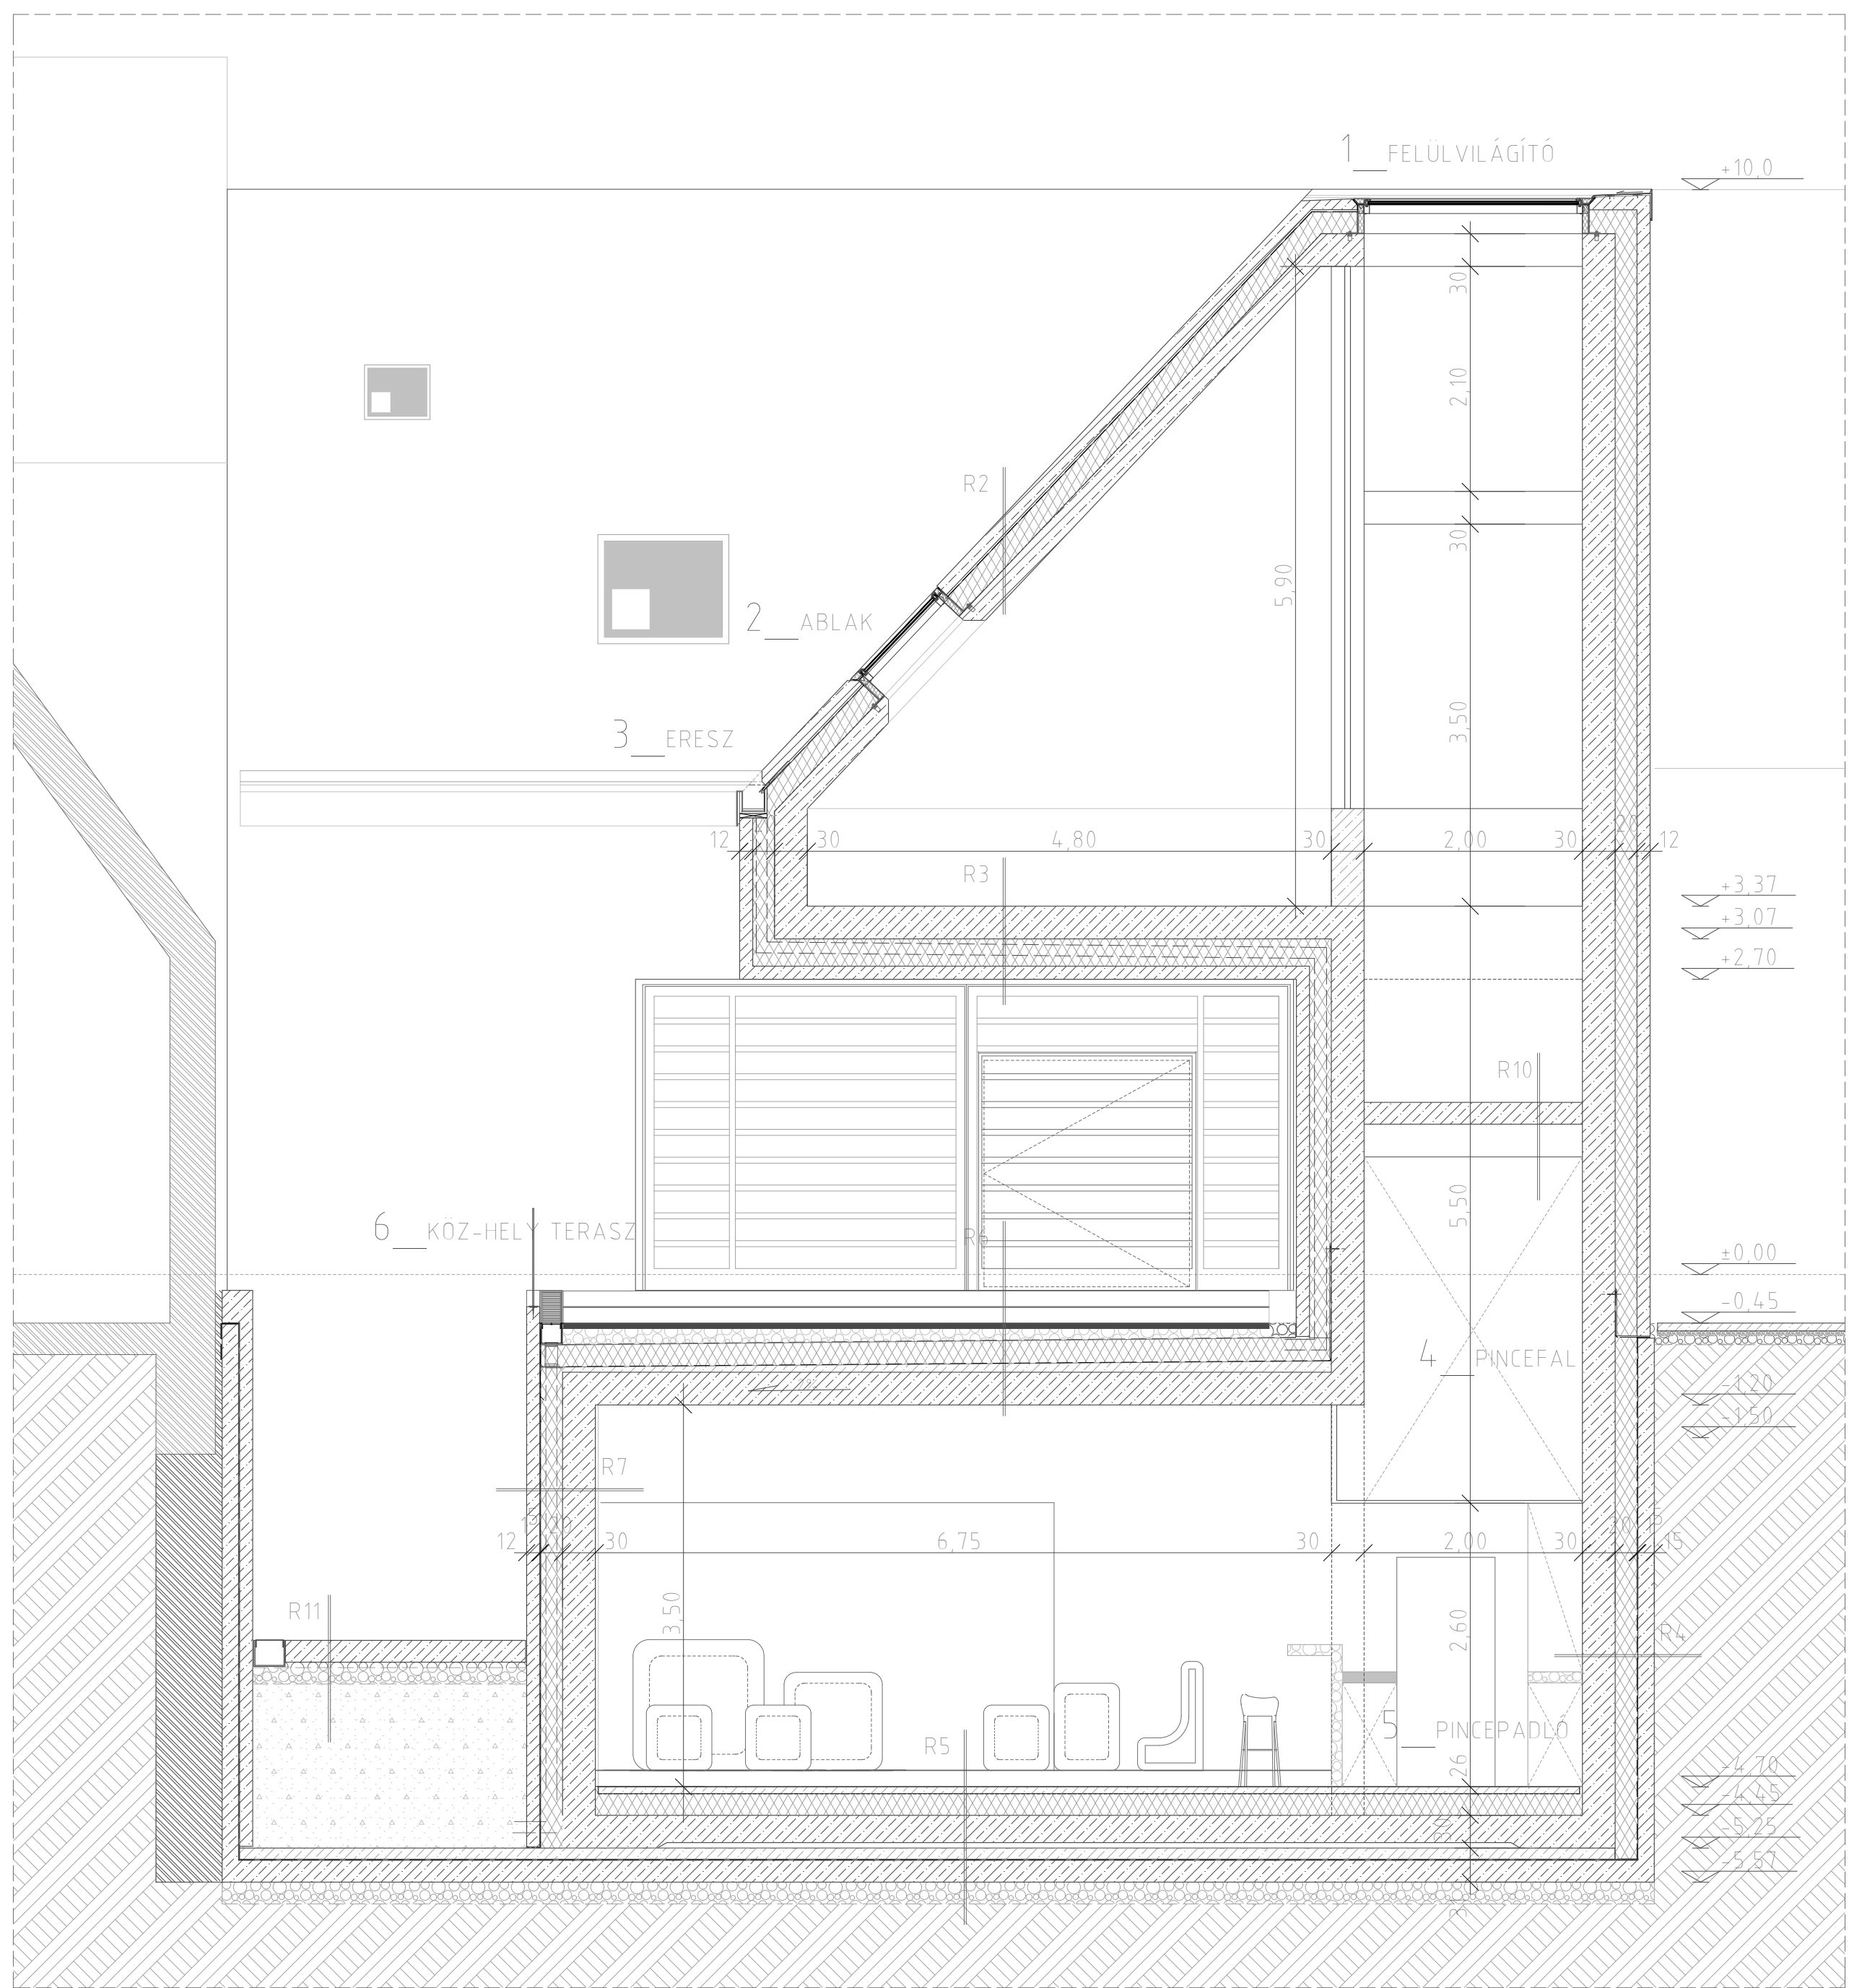 1__FELÜLVILÁGÍTÓ
+10,0
30
2,10
R2
30
5,90
2__ABLAK
3,50
3__ERESZ
12
30
4,80
30
2,00
30
12
R3
+3,37
+3,07
+2,70
R10
5,50
6__KÖZ-HELY TERASZ
R6
±0,00
-0,45
4__PINCEFAL
-1,20
-1,50
R7
12
30
6,75
30
2,00
30
15
R11
3,50
2,60
R4
5__PINCEPADLÓ
R5
26
-4,70
-4,45
30
-5,25
-5,57